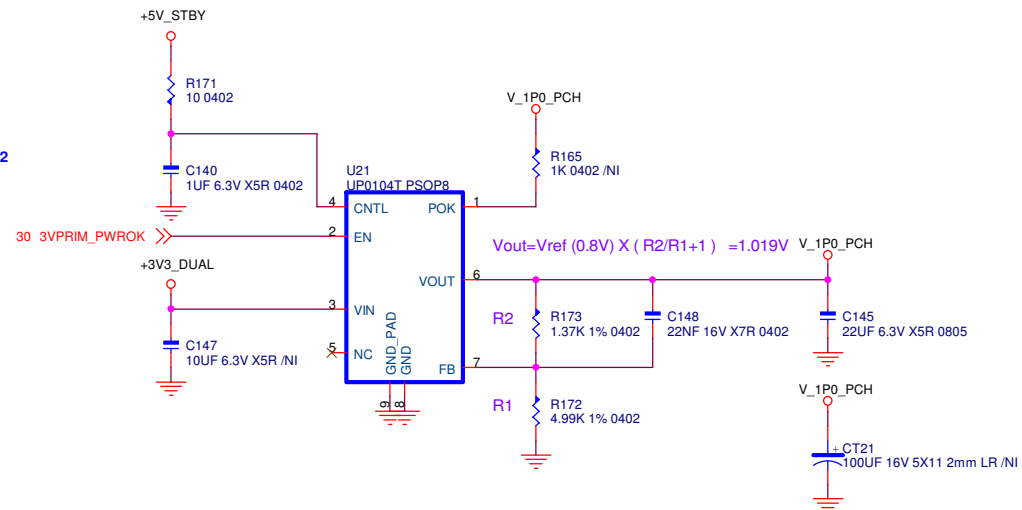 +5V_STBY
R171
10 0402
2
C140
1UF 6.3V X5R 0402
30 3VPRIM_PWROK
+3V3_DUAL
C147
10UF 6.3V X5R /NI
V_1P0_PCH
R165
1K 0402 /NI
U21
UP0104T PSOP8
4 CNTL
POK 1
2 EN
VOUT 6
3 VIN
5 NC
GND_PAD
GND
FB 7
9
8
Vout=Vref (0.8V) X ( R2/R1+1 ) =1.019V
V_1P0_PCH
R2
R173
1.37K 1% 0402
C148
22NF 16V X7R 0402
C145
22UF 6.3V X5R 0805
R1
R172
4.99K 1% 0402
V_1P0_PCH
+
CT21
100UF 16V 5X11 2mm LR /NI